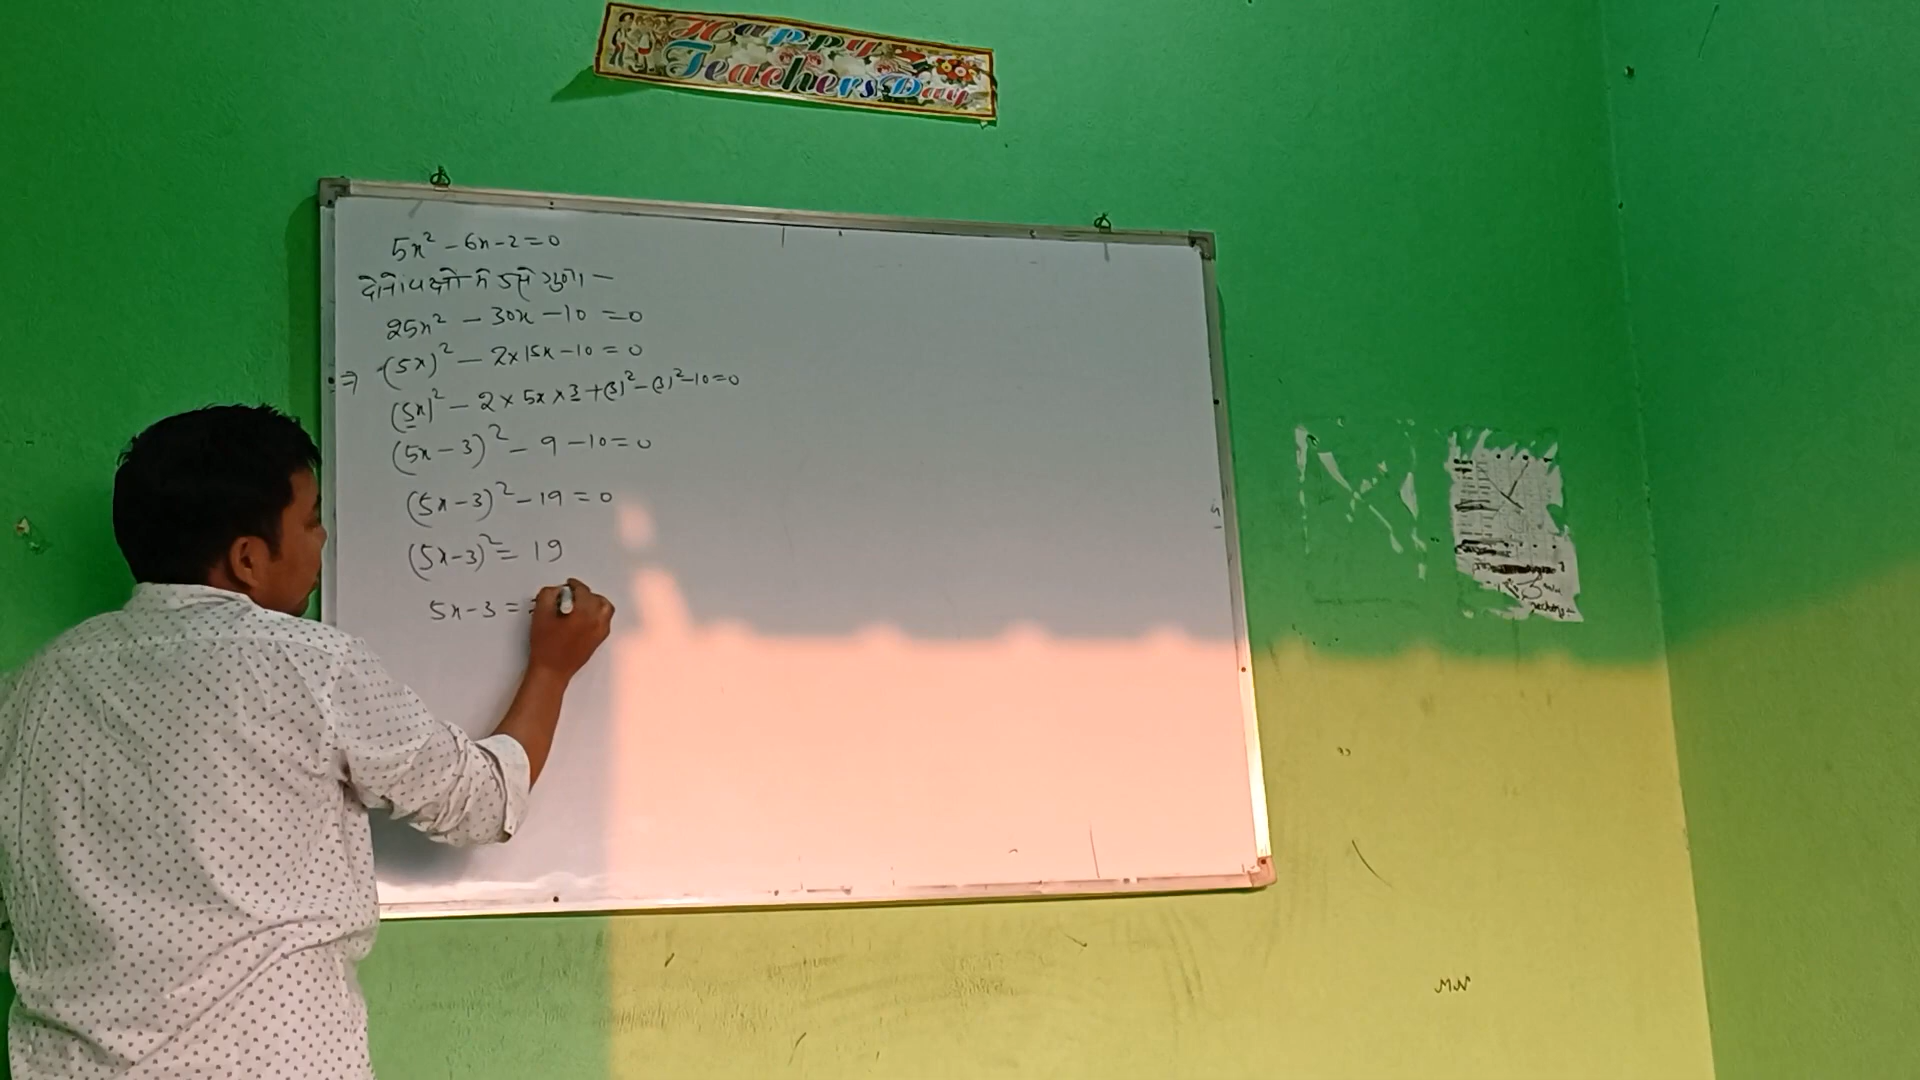 Happy
Teachers Day
5x² - 6x - 2 = 0
दोनो पक्षो मे 5 से गुणा —
25x² - 30x - 10 = 0
⇒ (5x)² - 2 × 15x - 10 = 0
(5x)² - 2 × 5x × 3 + (3)² - (3)² - 10 = 0
(5x - 3)² - 9 - 10 = 0
(5x - 3)² - 19 = 0
(5x - 3)² = 19
5x - 3 =